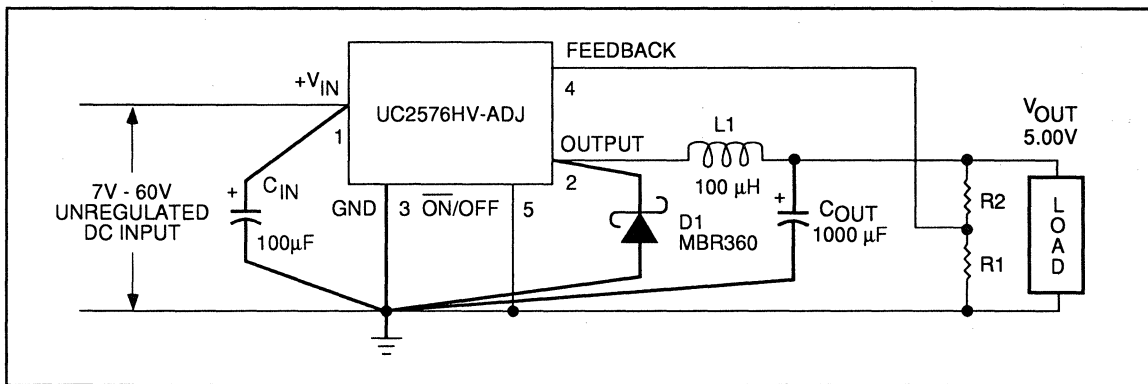 FEEDBACK
+VIN
4
UC2576HV-ADJ
VOUT
5.00V
1
OUTPUT
L1
2
100 µH
7V - 60V
UNREGULATED
DC INPUT
+
CIN
100µF
GND
3
ON/OFF
5
D1
MBR360
+
COUT
1000 µF
R2
R1
LOAD